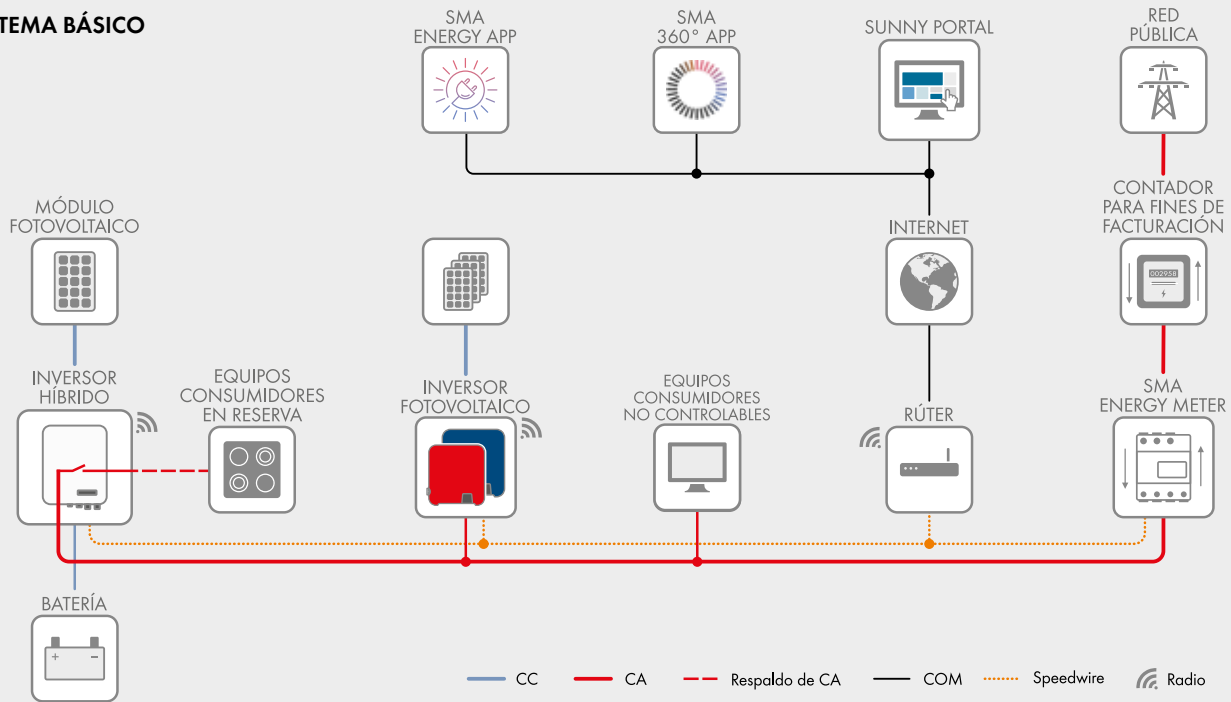 TEMA BÁSICO
SMA
ENERGY APP
SMA
360° APP
SUNNY PORTAL
RED
PÚBLICA
MÓDULO
FOTOVOLTAICO
INTERNET
CONTADOR
PARA FINES DE
FACTURACIÓN
002958
INVERSOR
HÍBRIDO
EQUIPOS
CONSUMIDORES
EN RESERVA
INVERSOR
FOTOVOLTAICO
EQUIPOS
CONSUMIDORES
NO CONTROLABLES
RÚTER
SMA
ENERGY METER
BATERÍA
+ −
CC
CA
Respaldo de CA
COM
Speedwire
Radio